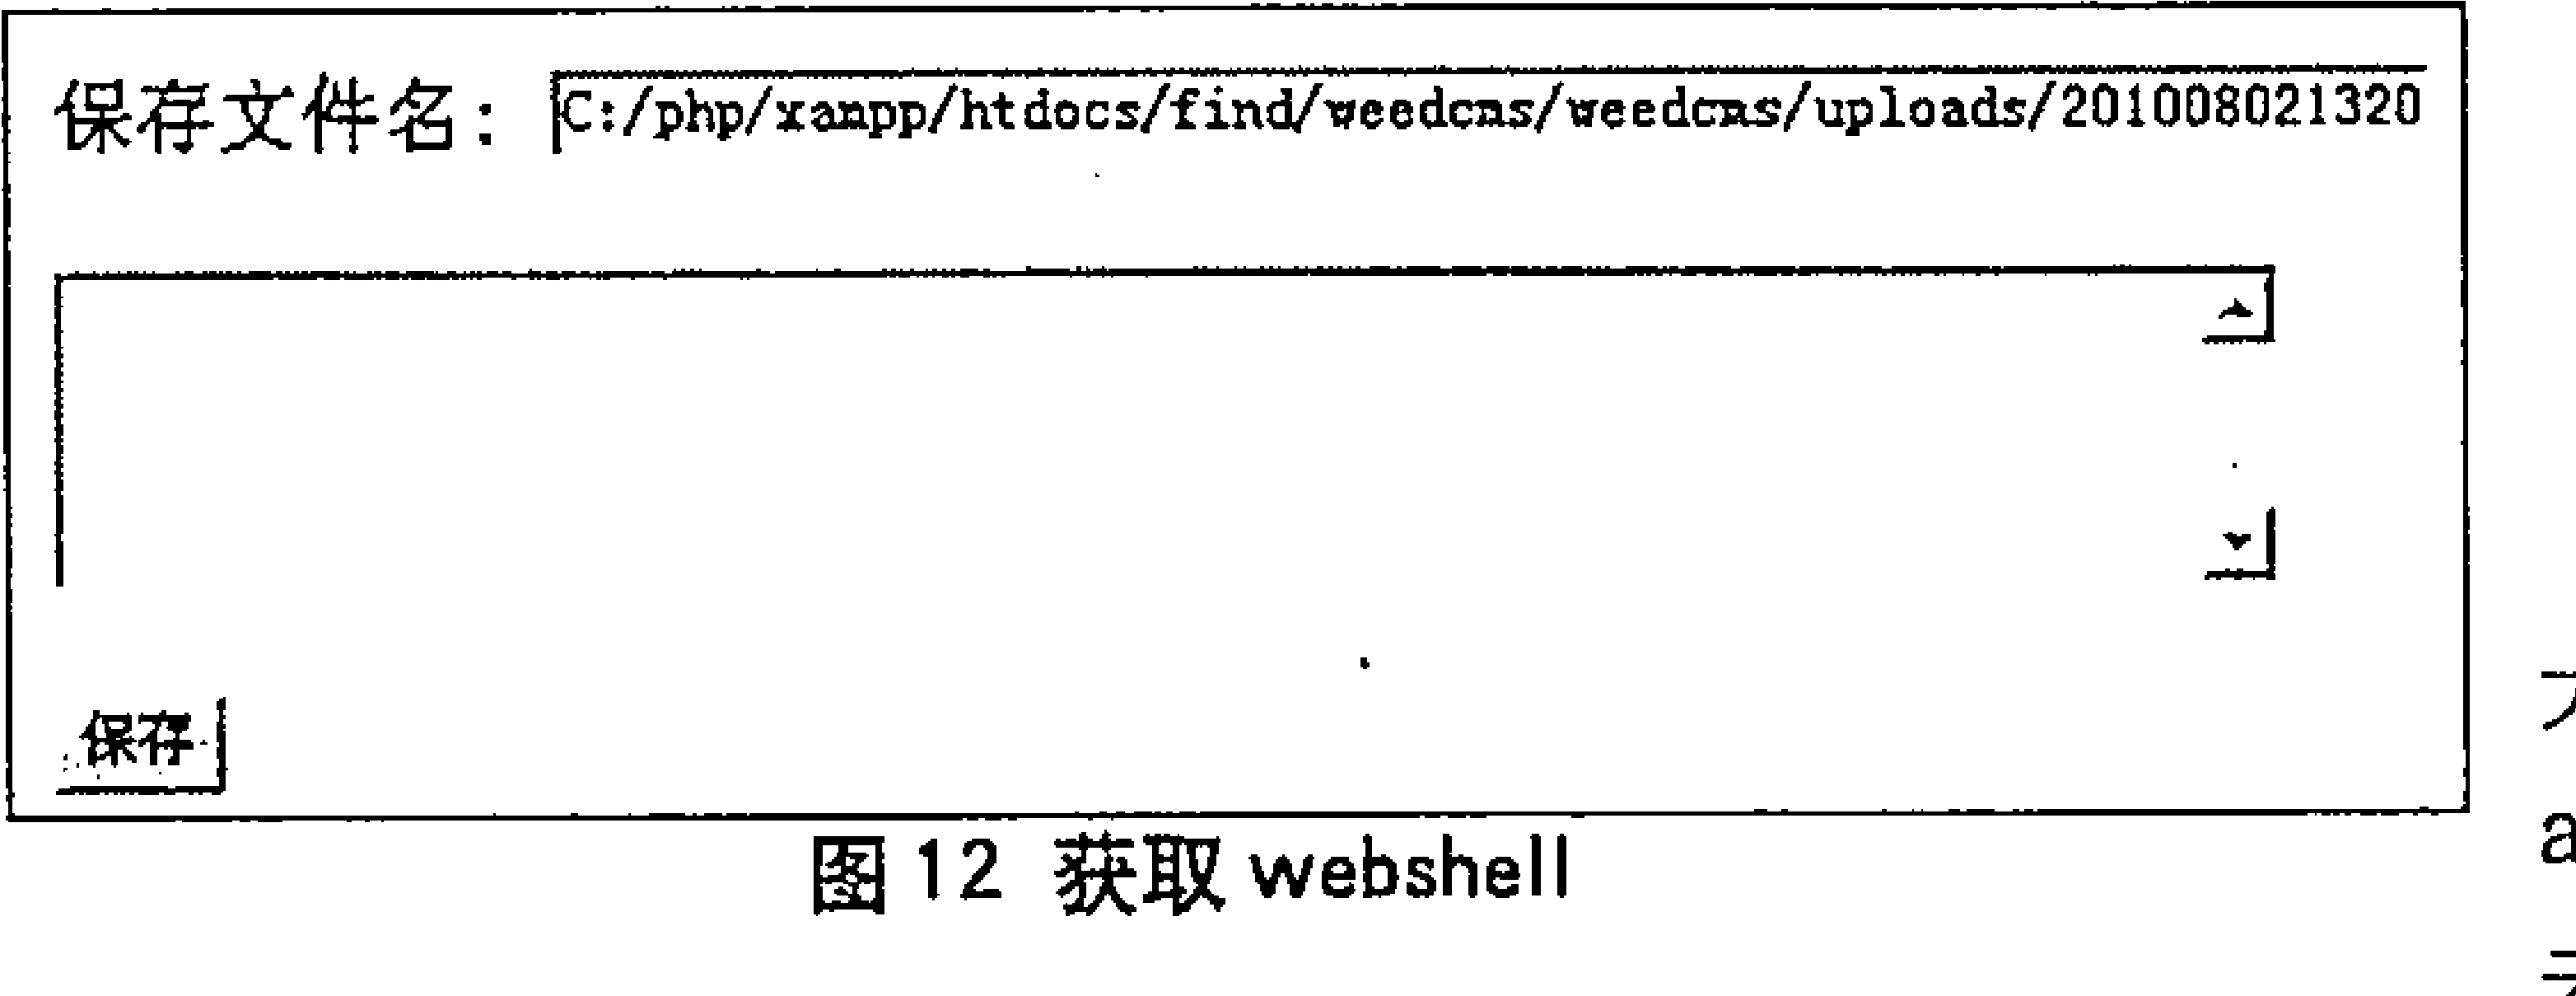 保存文件名： C:/php/xampp/htdocs/find/weedcms/weedcms/uploads/201008021320
保存
图 12 获取 webshell